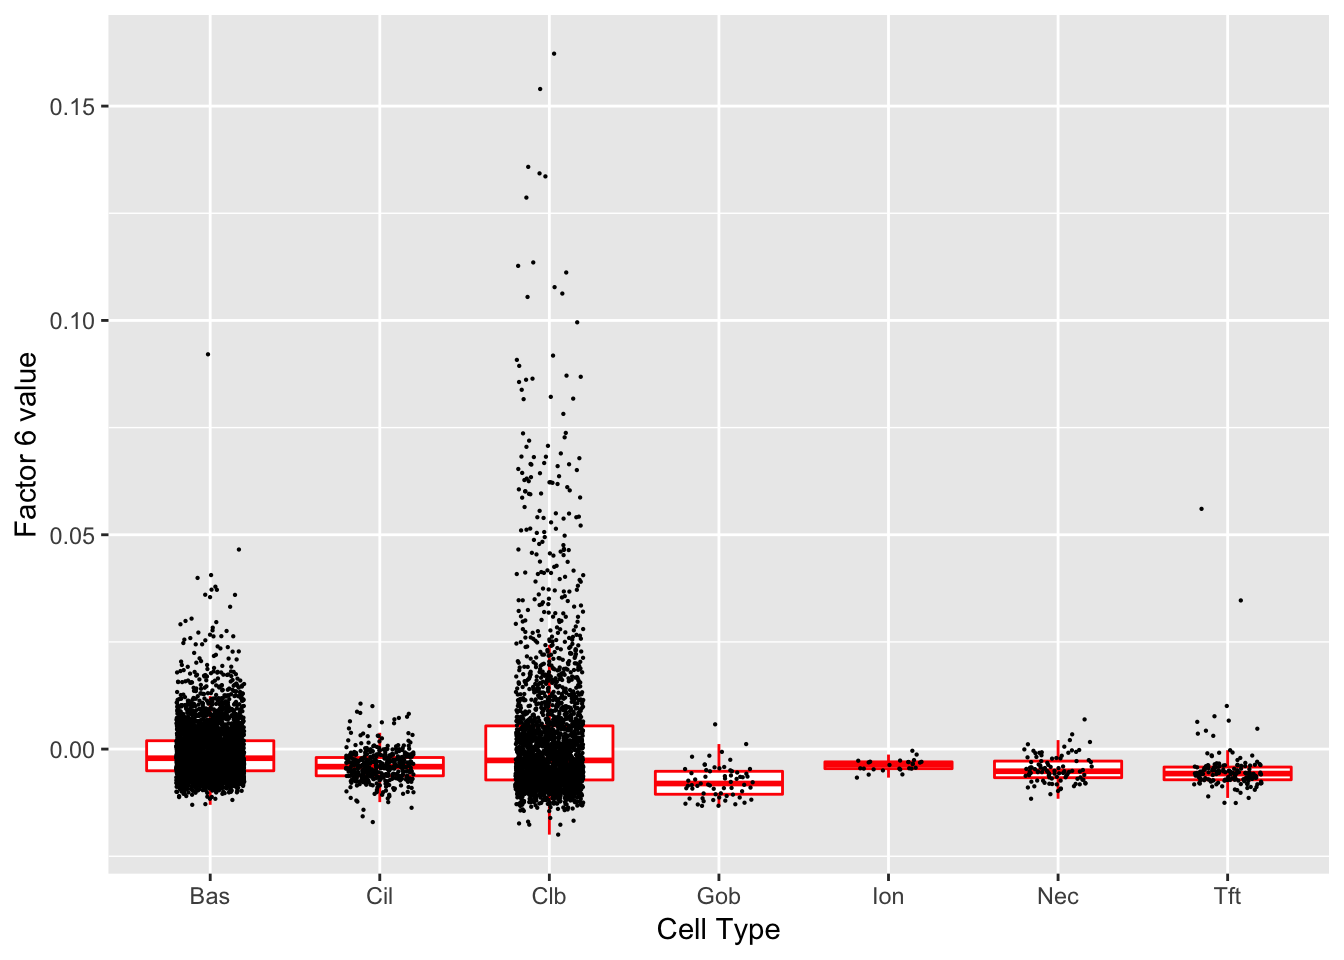 Factor 6 value
0.15
0.10
0.05
0.00
Bas Cil Clb Gob Ion Nec Tft
Cell Type